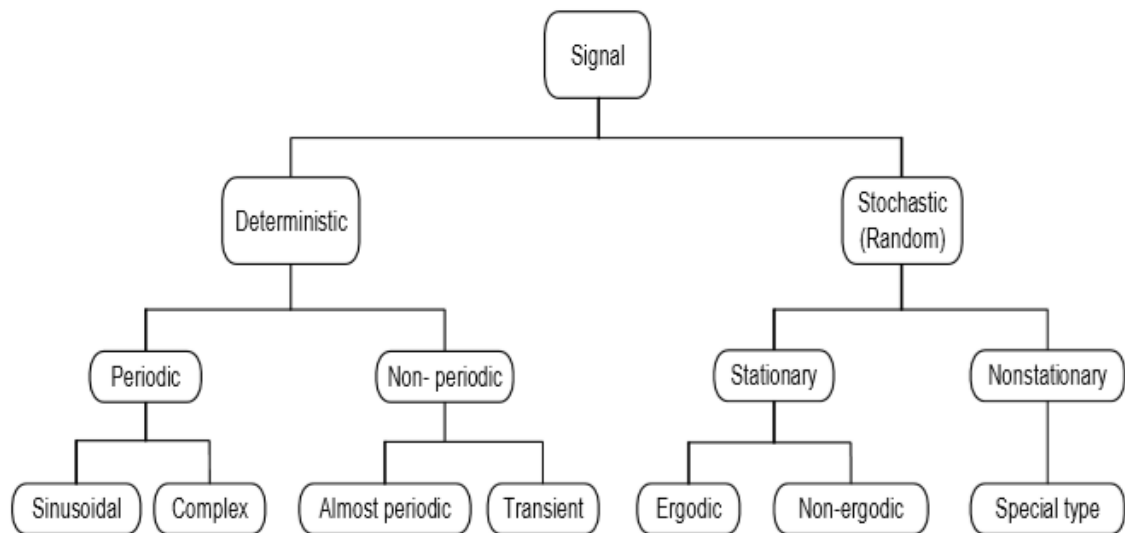 Signal
Deterministic
Stochastic
(Random)
Periodic
Non- periodic
Stationary
Nonstationary
Sinusoidal
Complex
Almost periodic
Transient
Ergodic
Non-ergodic
Special type